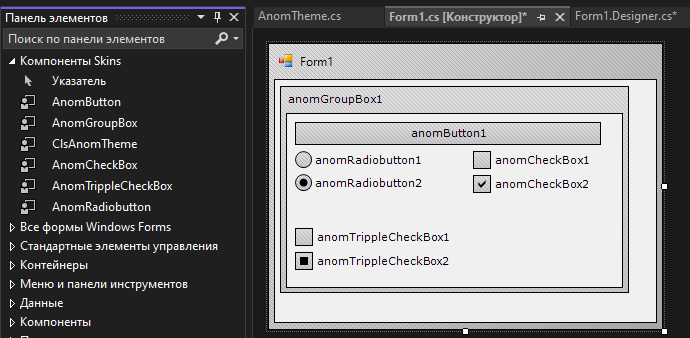 Панель элементов
Поиск по панели элементов
Компоненты Skins
Указатель
AnomButton
AnomGroupBox
ClsAnomTheme
AnomCheckBox
AnomTrippleCheckBox
AnomRadiobutton
Все формы Windows Forms
Стандартные элементы управления
Контейнеры
Меню и панели инструментов
Данные
Компоненты
AnomTheme.cs
Form1.cs [Конструктор]*
Form1.Designer.cs*
Form1
anomGroupBox1
anomButton1
anomRadiobutton1
anomCheckBox1
anomRadiobutton2
anomCheckBox2
anomTrippleCheckBox1
anomTrippleCheckBox2